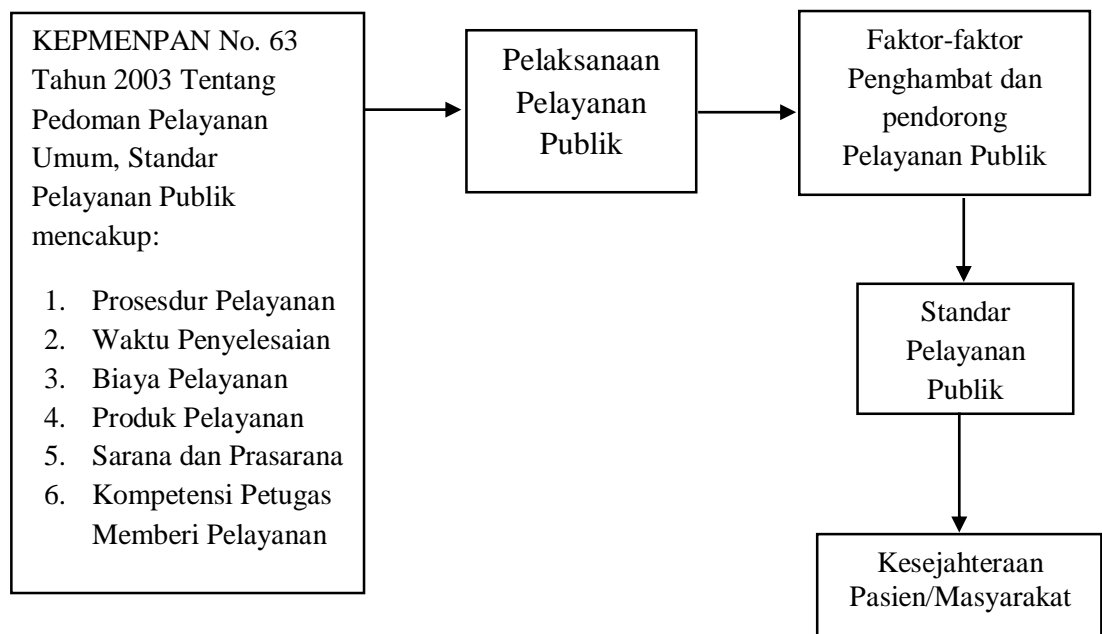 KEPMENPAN No. 63
Tahun 2003 Tentang
Pedoman Pelayanan
Umum, Standar
Pelayanan Publik
mencakup:
1. Prosesdur Pelayanan
2. Waktu Penyelesaian
3. Biaya Pelayanan
4. Produk Pelayanan
5. Sarana dan Prasarana
6. Kompetensi Petugas
Memberi Pelayanan
Pelaksanaan
Pelayanan
Publik
Faktor-faktor
Penghambat dan
pendorong
Pelayanan Publik
Standar
Pelayanan
Publik
Kesejahteraan
Pasien/Masyarakat